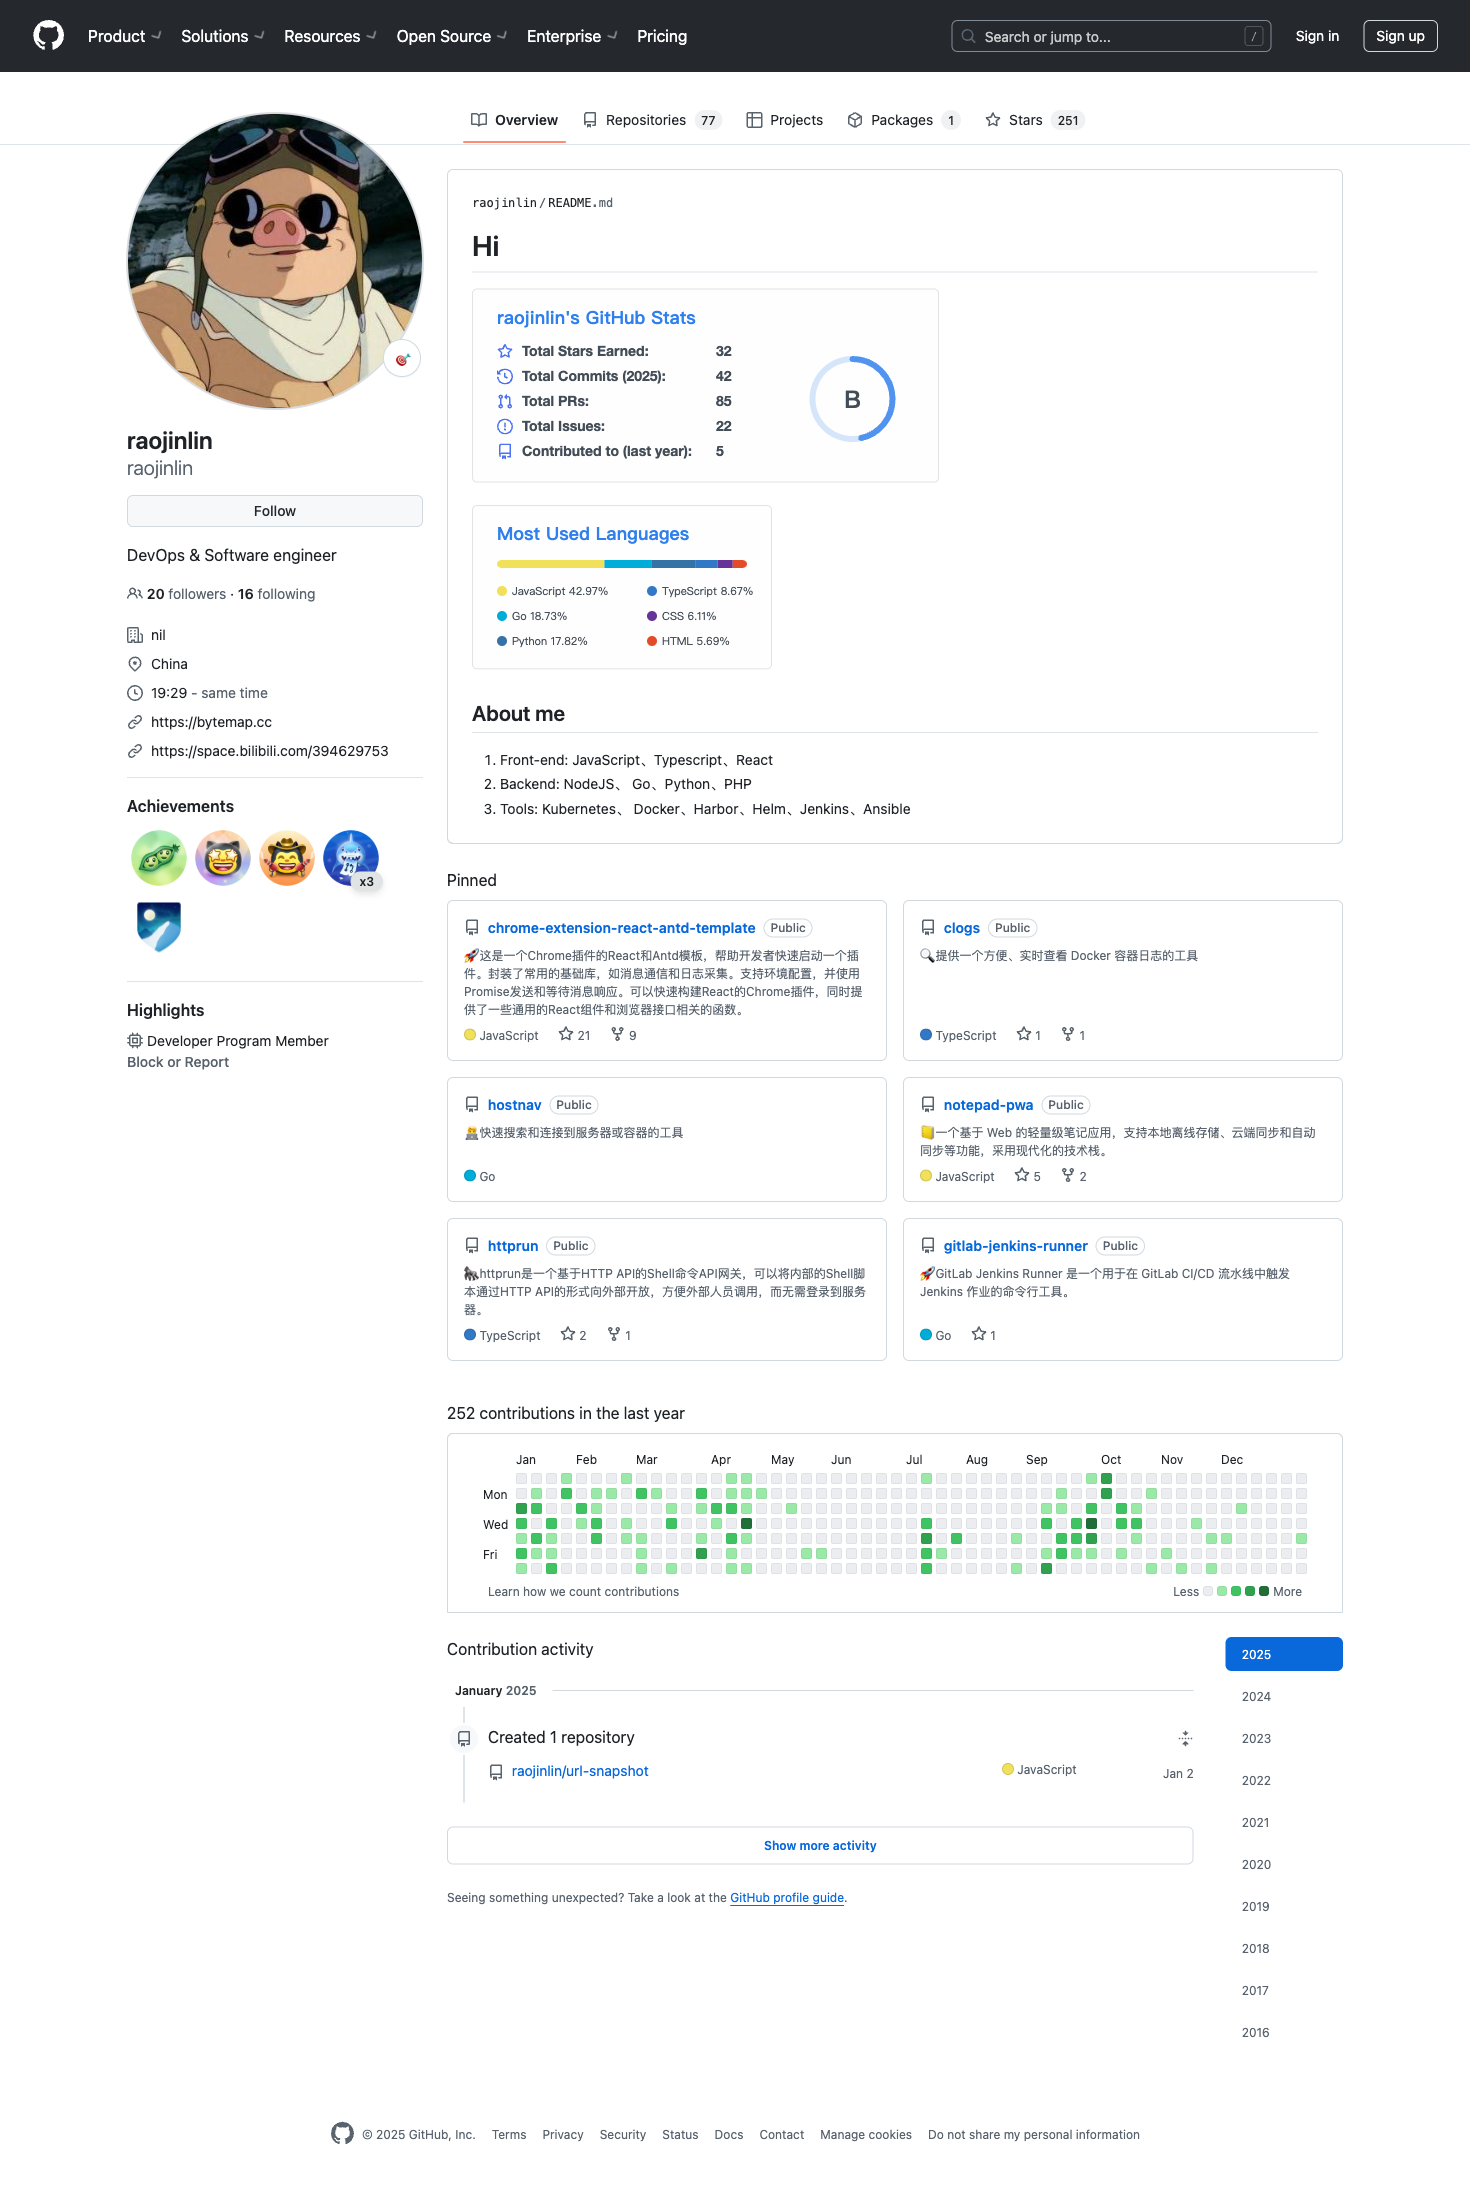 Product
Solutions
Resources
Open Source
Enterprise
Pricing
Search or jump to...
/
Sign in
Sign up
Overview
Repositories 77
Projects
Packages 1
Stars 251
raojinlin
raojinlin
Follow
DevOps & Software engineer
20 followers · 16 following
nil
China
19:29 - same time
https://bytemap.cc
https://space.bilibili.com/394629753
Achievements
x3
Highlights
Developer Program Member
Block or Report
raojinlin/README.md
Hi
raojinlin's GitHub Stats
Total Stars Earned: 32
Total Commits (2025): 42
Total PRs: 85
Total Issues: 22
Contributed to (last year): 5
B
Most Used Languages
JavaScript 42.97%
TypeScript 8.67%
Go 18.73%
CSS 6.11%
Python 17.82%
HTML 5.69%
About me
1. Front-end: JavaScript、Typescript、React
2. Backend: NodeJS、 Go、Python、PHP
3. Tools: Kubernetes、 Docker、Harbor、Helm、Jenkins、Ansible
Pinned
chrome-extension-react-antd-template Public
🚀这是一个Chrome插件的React和Antd模板，帮助开发者快速启动一个插
件。封装了常用的基础库，如消息通信和日志采集。支持环境配置，并使用
Promise发送和等待消息响应。可以快速构建React的Chrome插件，同时提
供了一些通用的React组件和浏览器接口相关的函数。
JavaScript 21 9
clogs Public
🔍提供一个方便、实时查看 Docker 容器日志的工具
TypeScript 1 1
hostnav Public
快速搜索和连接到服务器或容器的工具
Go
notepad-pwa Public
一个基于 Web 的轻量级笔记应用，支持本地离线存储、云端同步和自动
同步等功能，采用现代化的技术栈。
JavaScript 5 2
httprun Public
httprun是一个基于HTTP API的Shell命令API网关，可以将内部的Shell脚
本通过HTTP API的形式向外部开放，方便外部人员调用，而无需登录到服务
器。
TypeScript 2 1
gitlab-jenkins-runner Public
🚀GitLab Jenkins Runner 是一个用于在 GitLab CI/CD 流水线中触发
Jenkins 作业的命令行工具。
Go 1
252 contributions in the last year
Jan Feb Mar Apr May Jun Jul Aug Sep Oct Nov Dec
Mon
Wed
Fri
Learn how we count contributions
Less More
Contribution activity
January 2025
Created 1 repository
raojinlin/url-snapshot
JavaScript
Jan 2
Show more activity
Seeing something unexpected? Take a look at the GitHub profile guide.
2025
2024
2023
2022
2021
2020
2019
2018
2017
2016
© 2025 GitHub, Inc.
Terms
Privacy
Security
Status
Docs
Contact
Manage cookies
Do not share my personal information